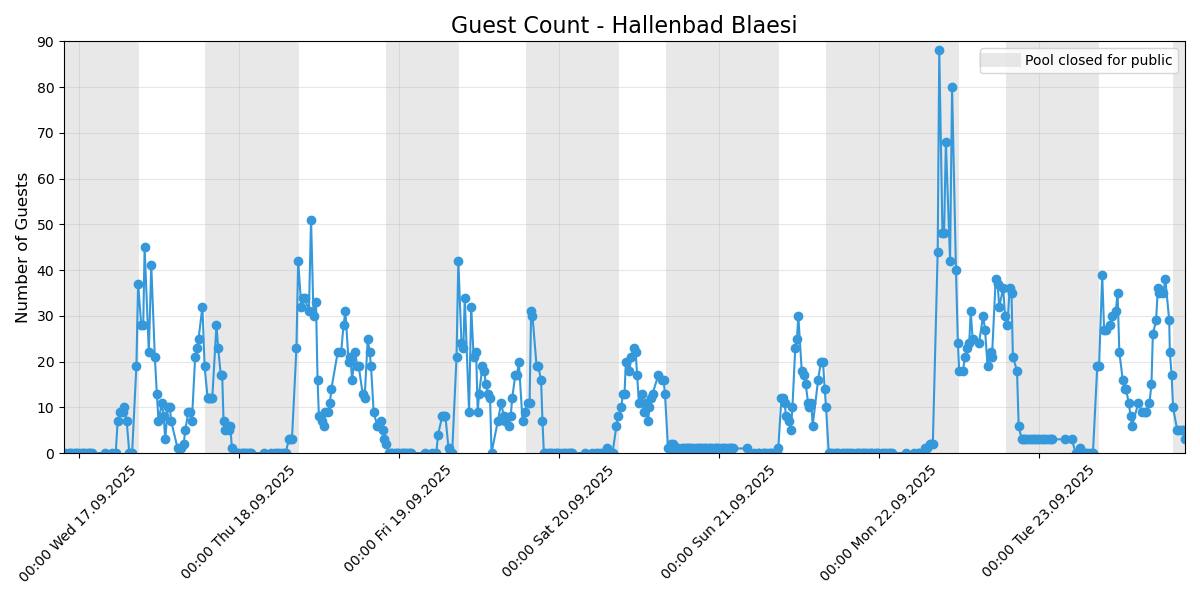 Guest Count - Hallenbad Blaesi
Pool closed for public
Number of Guests
90
80
70
60
50
40
30
20
10
0
00:00 Wed 17.09.2025
00:00 Thu 18.09.2025
00:00 Fri 19.09.2025
00:00 Sat 20.09.2025
00:00 Sun 21.09.2025
00:00 Mon 22.09.2025
00:00 Tue 23.09.2025